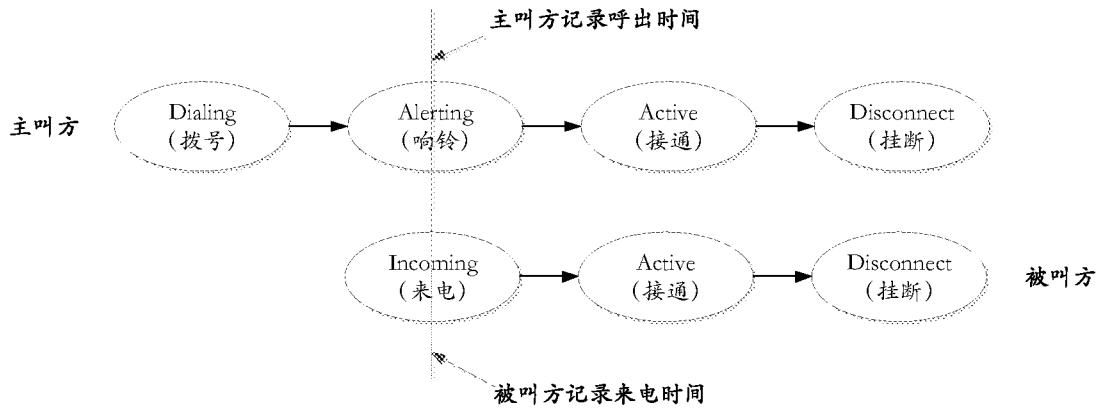 主叫方记录呼出时间
主叫方
Dialing
(拨号)
Alerting
(响铃)
Active
(接通)
Disconnect
(挂断)
Incoming
(来电)
Active
(接通)
Disconnect
(挂断)
被叫方
被叫方记录来电时间